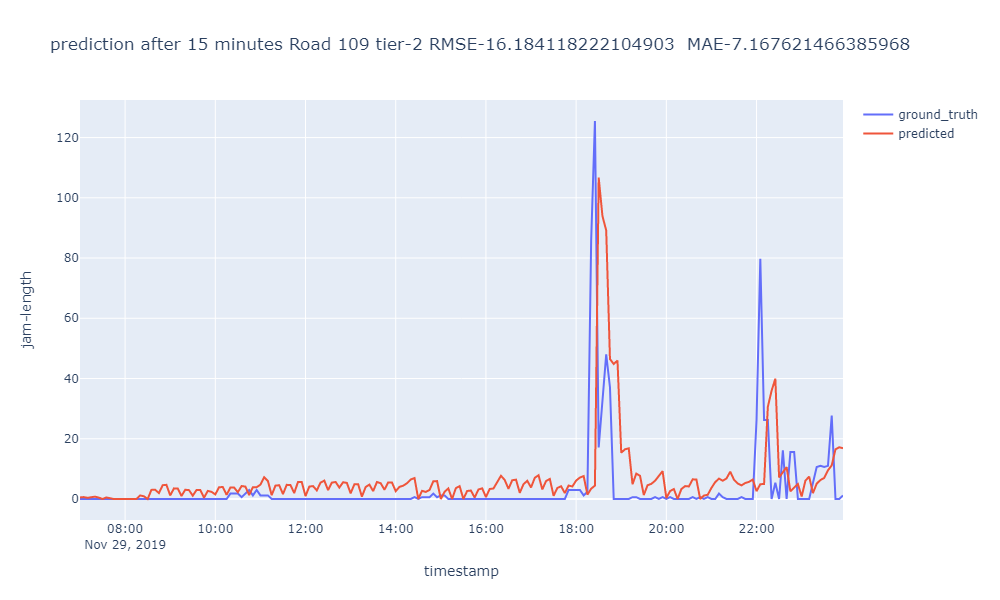 prediction after 15 minutes Road 109 tier-2 RMSE-16.184118222104903  MAE-7.167621466385968
ground_truth
predicted
120
100
80
60
40
20
0
jam-length
08:00 10:00 12:00 14:00 16:00 18:00 20:00 22:00
Nov 29, 2019
timestamp